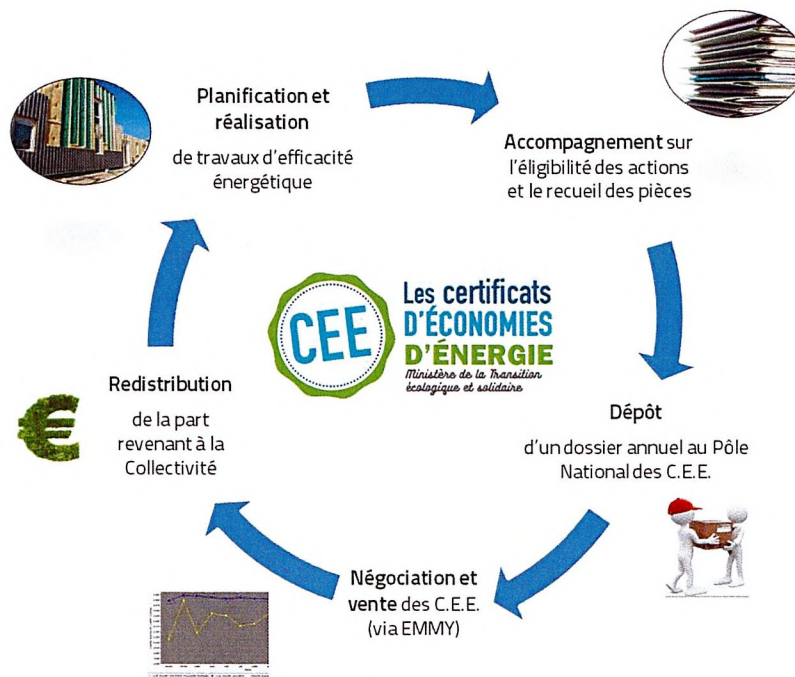 Planification et
réalisation
de travaux d'efficacité
énergétique
Accompagnement sur
l'éligibilité des actions
et le recueil des pièces
CEE
Les certificats
D'ÉCONOMIES
D'ÉNERGIE
Ministère de la Transition
écologique et solidaire
Dépôt
d'un dossier annuel au Pôle
National des C.E.E.
Négociation et
vente des C.E.E.
(via EMMY)
Redistribution
de la part
revenant à la
Collectivité
€